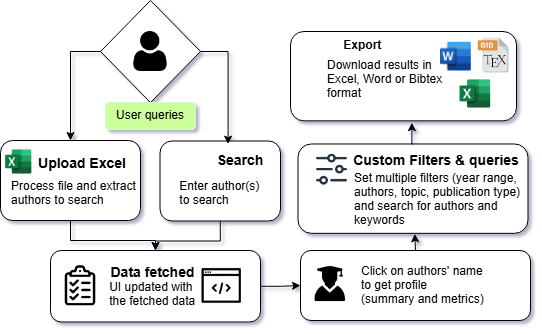 User queries
Upload Excel
Process file and extract
authors to search
Search
Enter author(s)
to search
Data fetched
UI updated with
the fetched data
Click on authors' name
to get profile
(summary and metrics)
Custom Filters & queries
Set multiple filters (year range,
authors, topic, publication type)
and search for authors and
keywords
Export
Download results in
Excel, Word or Bibtex
format
W
BIB
TEX
X
X